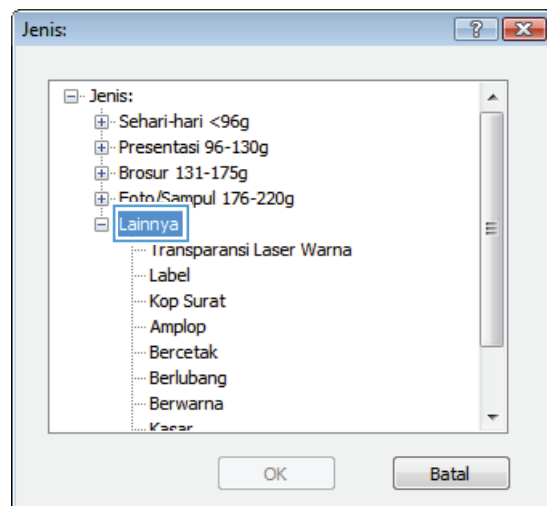 Jenis:
Jenis:
Sehari-hari <96g
Presentasi 96-130g
Brosur 131-175g
Foto/Sampul 176-220g
Lainnya
Transparansi Laser Warna
Label
Kop Surat
Amplop
Bercetak
Berlubang
Berwarna
Kasar
OK
Batal